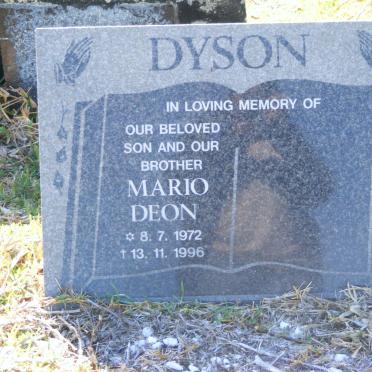 DYSON
IN LOVING MEMORY OF
OUR BELOVED
SON AND OUR
BROTHER
MARIO
DEON
✡ 8. 7. 1972
† 13. 11. 1996